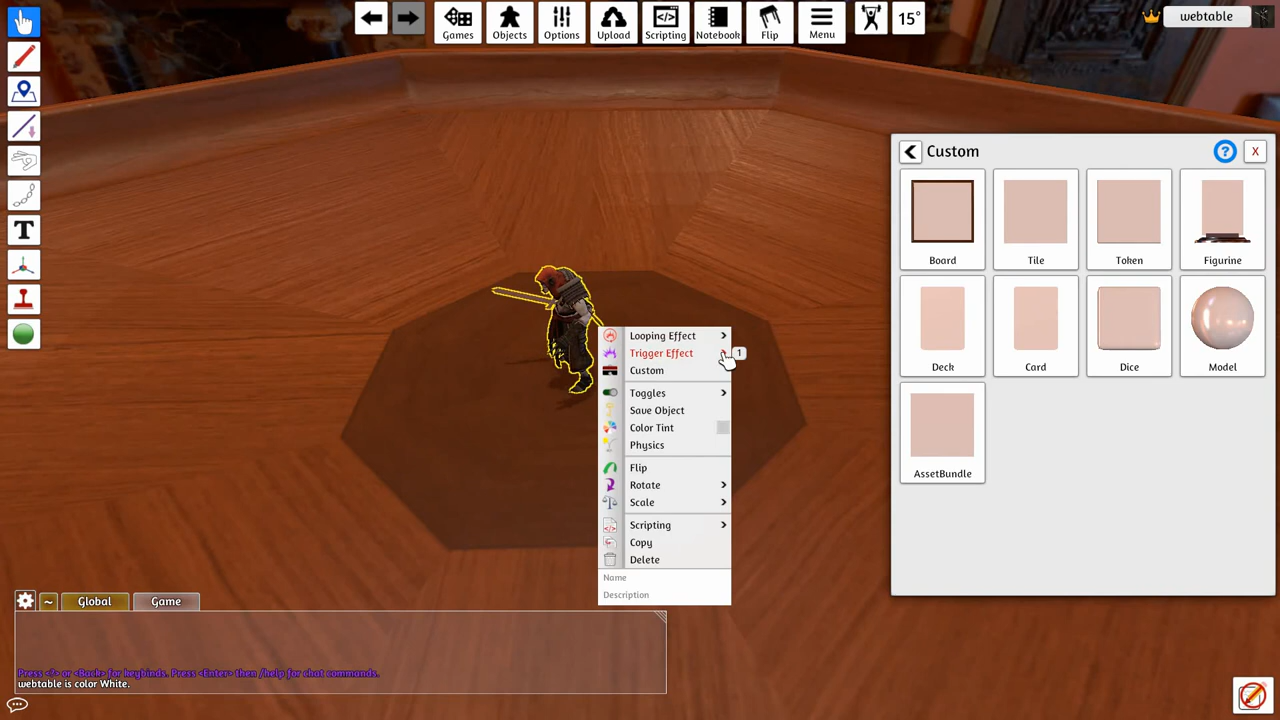 Games
Objects
Options
Upload
Scripting
Notebook
Flip
Menu
15°
webtable
Custom
?
X
Board
Tile
Token
Figurine
Deck
Card
Dice
Model
AssetBundle
T
Looping Effect
Trigger Effect
1
Custom
Toggles
Save Object
Color Tint
Physics
Flip
Rotate
Scale
Scripting
Copy
Delete
Name
Description
~
Global
Game
Press <?> or <Back> for keybinds. Press <Enter> then /help for chat commands.
webtable is color White.